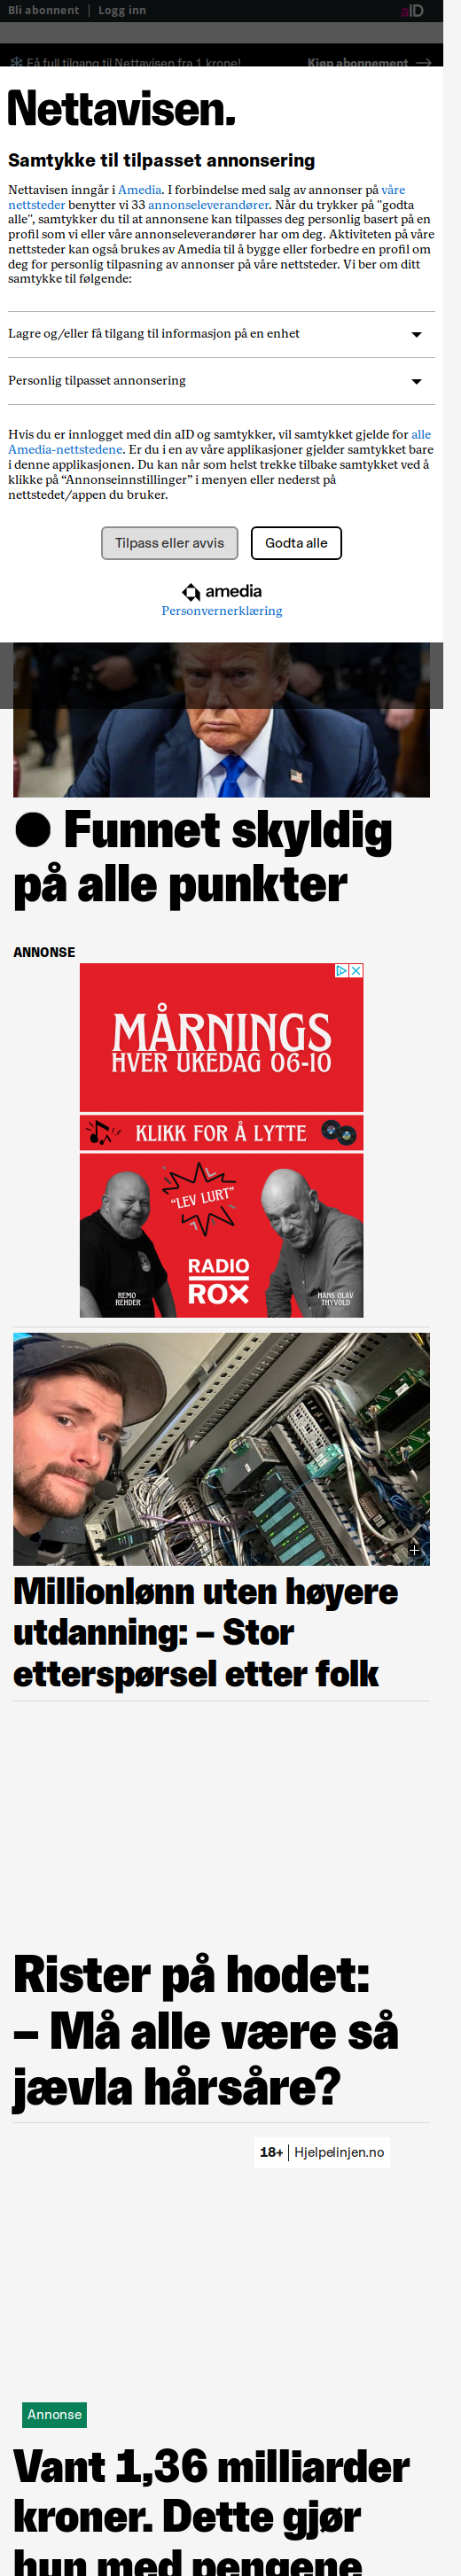 Bli abonnent | Logg inn
aID
Få full tilgang til Nettavisen fra 1 krone!
Kjøp abonnement
Nettavisen.
Samtykke til tilpasset annonsering
Nettavisen inngår i Amedia. I forbindelse med salg av annonser på våre
nettsteder benytter vi 33 annonseleverandører. Når du trykker på "godta
alle", samtykker du til at annonsene kan tilpasses deg personlig basert på en
profil som vi eller våre annonseleverandører har om deg. Aktiviteten på våre
nettsteder kan også brukes av Amedia til å bygge eller forbedre en profil om
deg for personlig tilpasning av annonser på våre nettsteder. Vi ber om ditt
samtykke til følgende:
Lagre og/eller få tilgang til informasjon på en enhet
Personlig tilpasset annonsering
Hvis du er innlogget med din aID og samtykker, vil samtykket gjelde for alle
Amedia-nettstedene. Er du i en av våre applikasjoner gjelder samtykket bare
i denne applikasjonen. Du kan når som helst trekke tilbake samtykket ved å
klikke på “Annonseinnstillinger” i menyen eller nederst på
nettstedet/appen du bruker.
Tilpass eller avvis
Godta alle
amedia
Personvernerklæring
Funnet skyldig
på alle punkter
ANNONSE
MÅRNINGS
HVER UKEDAG 06-10
KLIKK FOR Å LYTTE
"LEV LURT"
RADIO
ROX
REMO
REHDER
HANS OLAV
THYVOLD
Millionlønn uten høyere
utdanning: – Stor
etterspørsel etter folk
Rister på hodet:
– Må alle være så
jævla hårsåre?
18+ | Hjelpelinjen.no
Annonse
Vant 1,36 milliarder
kroner. Dette gjør
hun med pengene